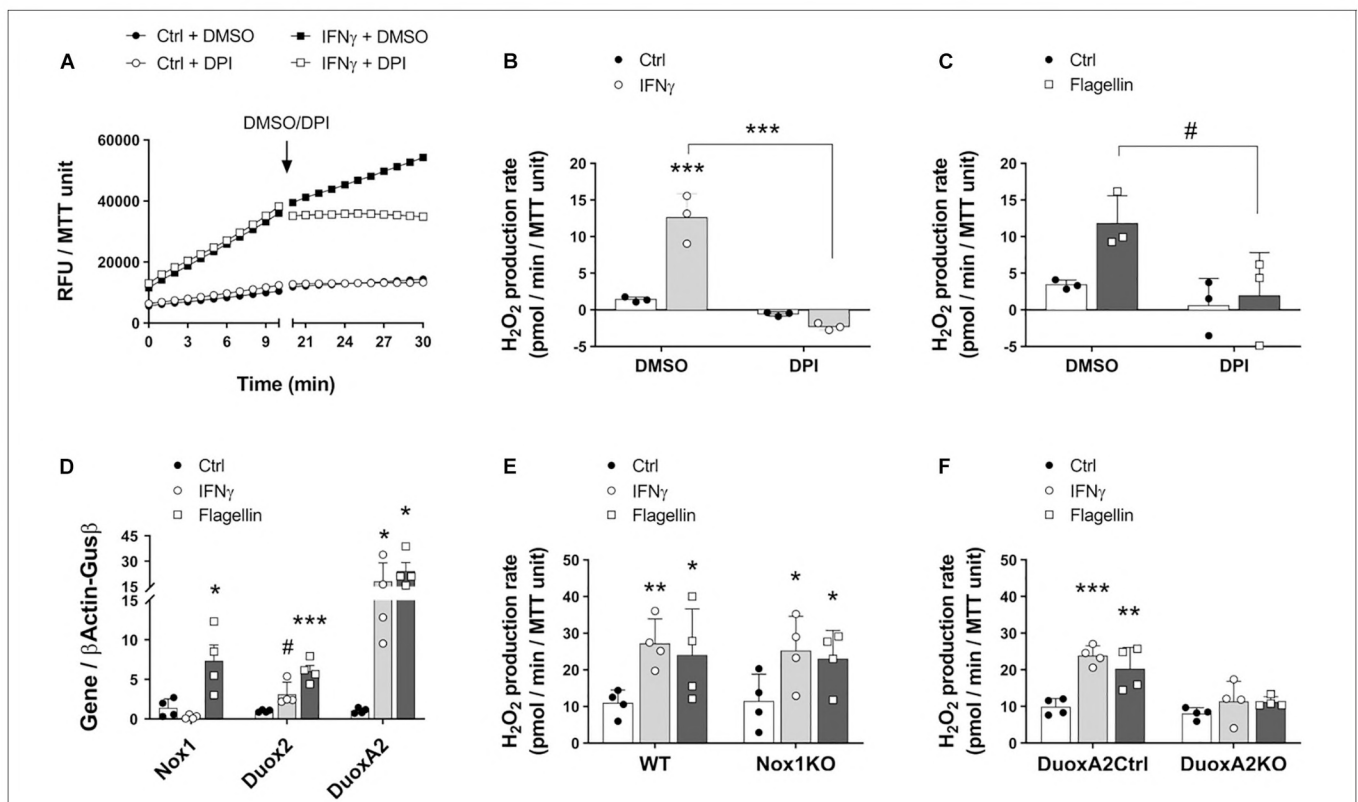 A
Ctrl + DMSO
IFNγ + DMSO
Ctrl + DPI
IFNγ + DPI
DMSO/DPI
RFU / MTT unit
60000
40000
20000
0
0 3 6 9 21 24 27 30
Time (min)
B
Ctrl
IFNγ
***
***
H2O2 production rate
(pmol / min / MTT unit)
20
15
10
5
0
-5
DMSO DPI
C
Ctrl
Flagellin
#
H2O2 production rate
(pmol / min / MTT unit)
20
15
10
5
0
-5
DMSO DPI
D
Ctrl
IFNγ
Flagellin
Gene / βActin-Gusβ
45
30
15
15
10
5
0
*
#
***
*
*
Nox1 Duox2 DuoxA2
E
Ctrl
IFNγ
Flagellin
H2O2 production rate
(pmol / min / MTT unit)
50
40
30
20
10
0
**
*
*
*
WT Nox1KO
F
Ctrl
IFNγ
Flagellin
H2O2 production rate
(pmol / min / MTT unit)
50
40
30
20
10
0
***
**
DuoxA2Ctrl DuoxA2KO